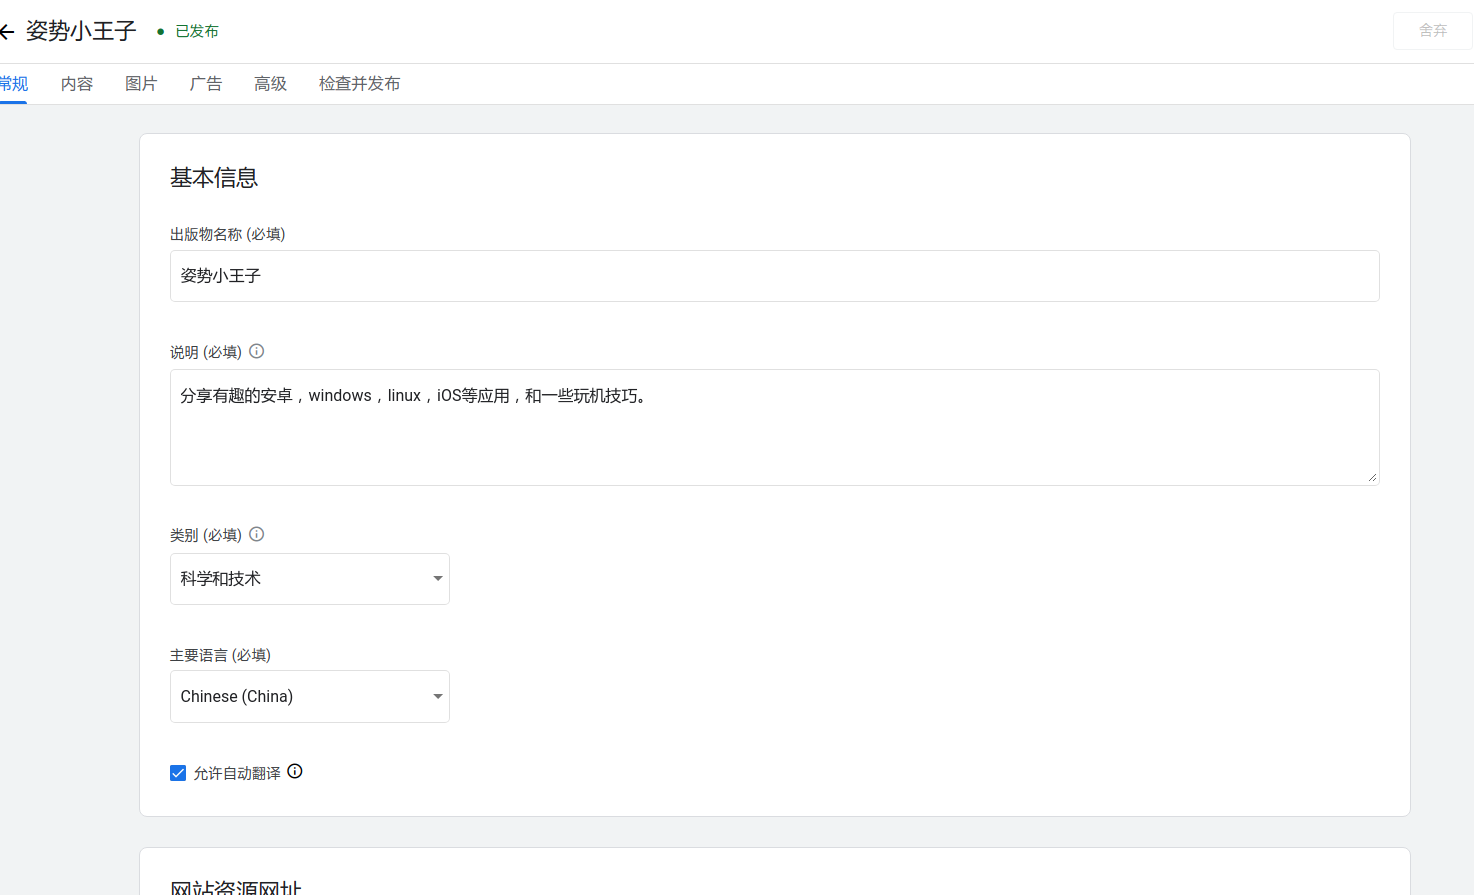 姿势小王子
已发布
舍弃
常规
内容
图片
广告
高级
检查并发布
基本信息
出版物名称 (必填)
姿势小王子
说明 (必填)
分享有趣的安卓，windows，linux，iOS等应用，和一些玩机技巧。
类别 (必填)
科学和技术
主要语言 (必填)
Chinese (China)
允许自动翻译
网站资源网址